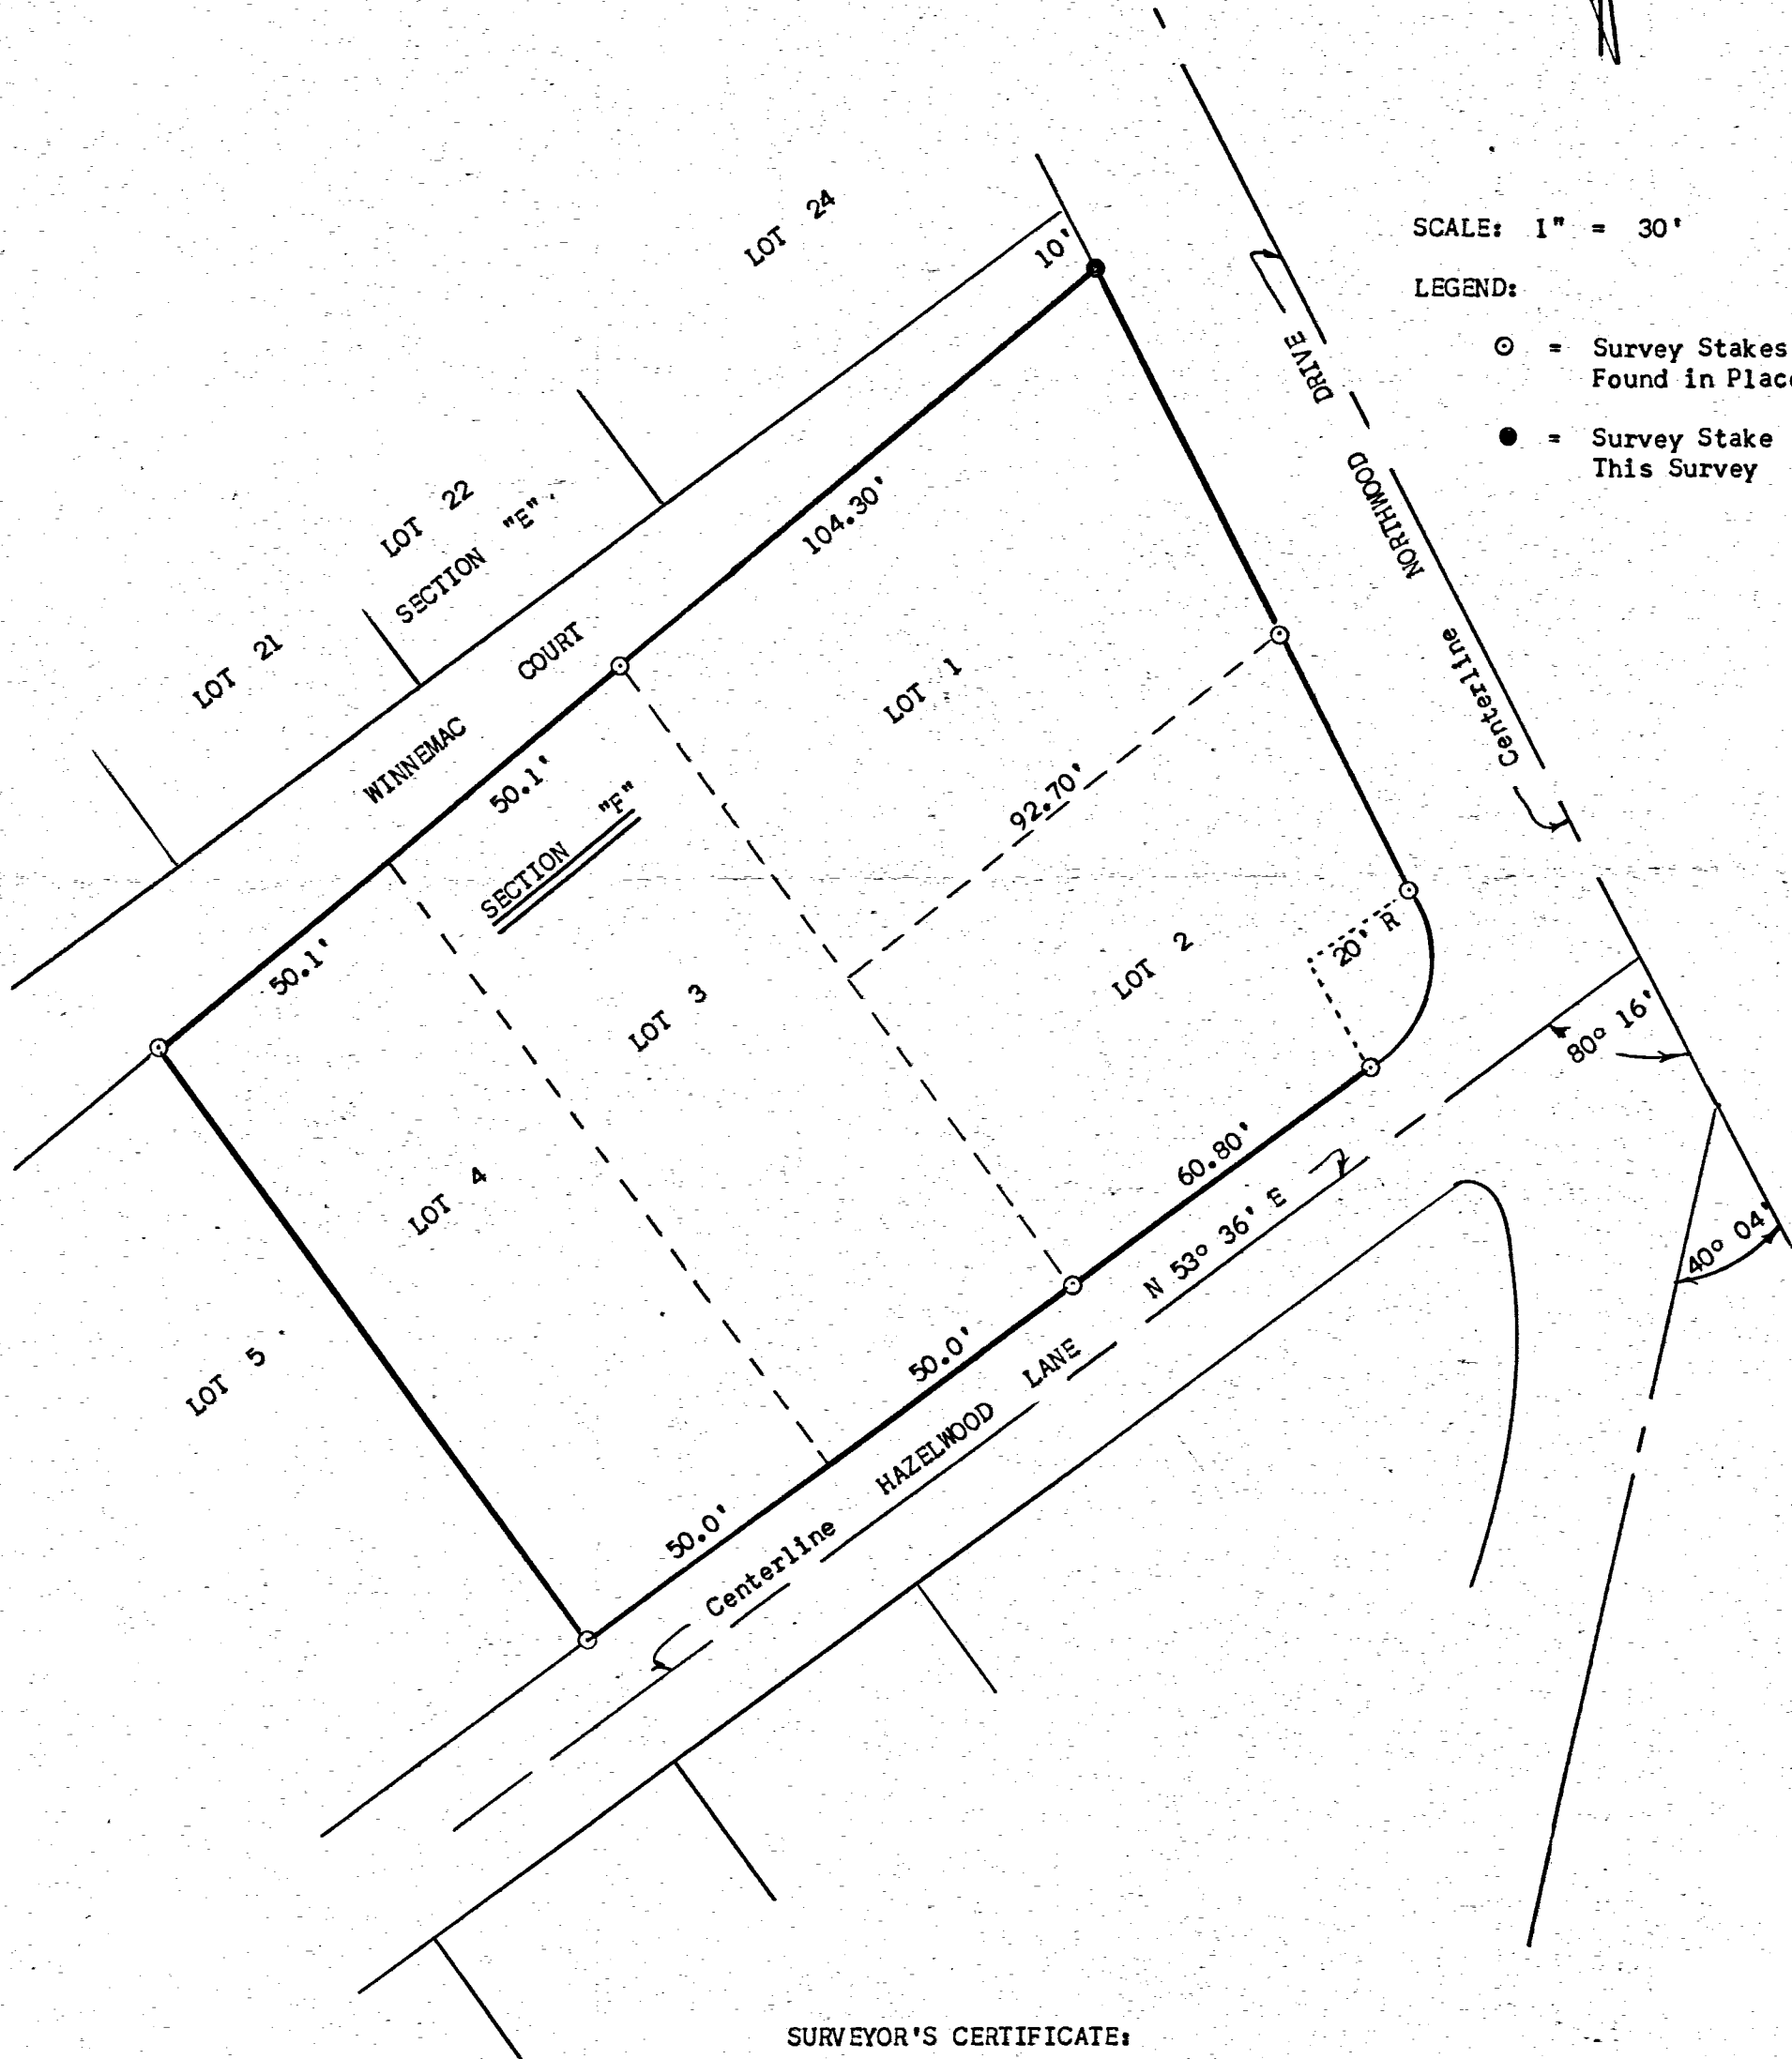 SCALE: 1" = 30'
LEGEND:
⊙ = Survey Stakes
Found in Place
● = Survey Stake
This Survey
LOT 24
10'
DRIVE
NORTHWOOD
Centerline
LOT 22
SECTION "E"
LOT 21
104.30'
WINNEMAC COURT
LOT 1
50.1'
SECTION "F"
92.70'
50.1'
LOT 3
LOT 2
20' R
80° 16'
LOT 4
60.80'
N 53° 36' E
40° 04'
LOT 5
50.0'
HAZELWOOD LANE
50.0'
Centerline
SURVEYOR'S CERTIFICATE: